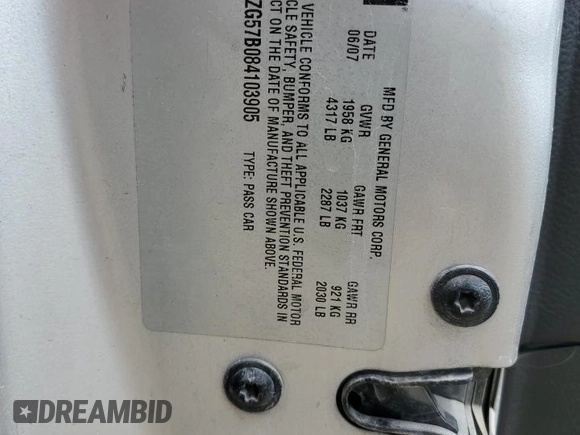 MFD BY GENERAL MOTORS CORP.
DATE GVWR GAWR FRT GAWR RR
06/07 1958 KG 1037 KG 921 KG
4317 LB 2287 LB 2030 LB
VEHICLE CONFORMS TO ALL APPLICABLE U.S. FEDERAL MOTOR
CLE SAFETY, BUMPER, AND THEFT PREVENTION STANDARDS IN
CT ON THE DATE OF MANUFACTURE SHOWN ABOVE.
ZG57B084103905 TYPE: PASS CAR
DREAMBID